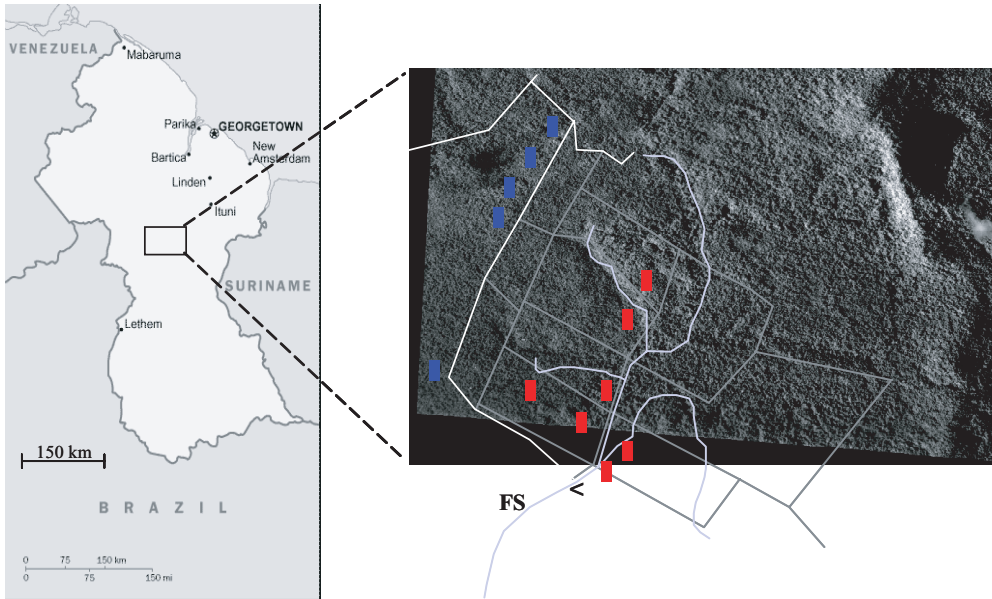 VENEZUELA
Mabaruma
Parika
GEORGETOWN
Bartica
New
Amsterdam
Linden
Ituni
SURINAME
Lethem
150 km
BRAZIL
0 75 150 km
0 75 150 mi
FS
<